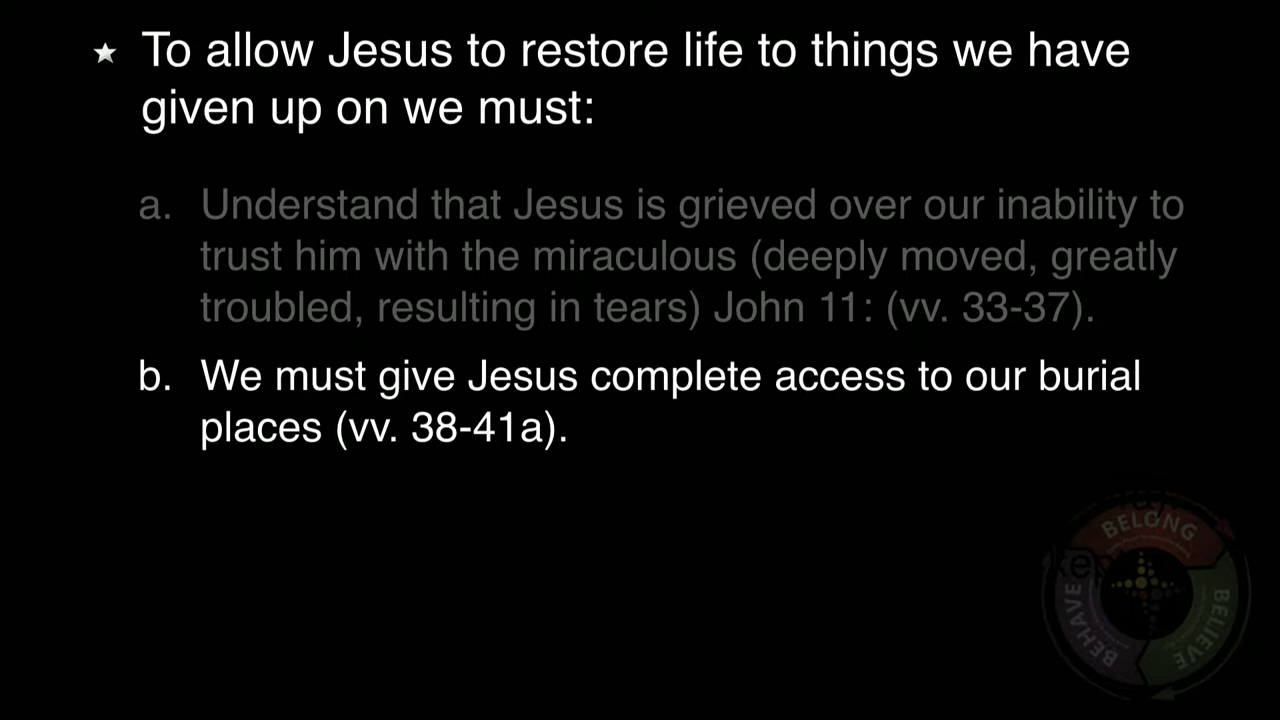 ★ To allow Jesus to restore life to things we have
given up on we must:
a. Understand that Jesus is grieved over our inability to
trust him with the miraculous (deeply moved, greatly
troubled, resulting in tears) John 11: (vv. 33-37).
b. We must give Jesus complete access to our burial
places (vv. 38-41a).
BELONG
BEHAVE
BELIEVE